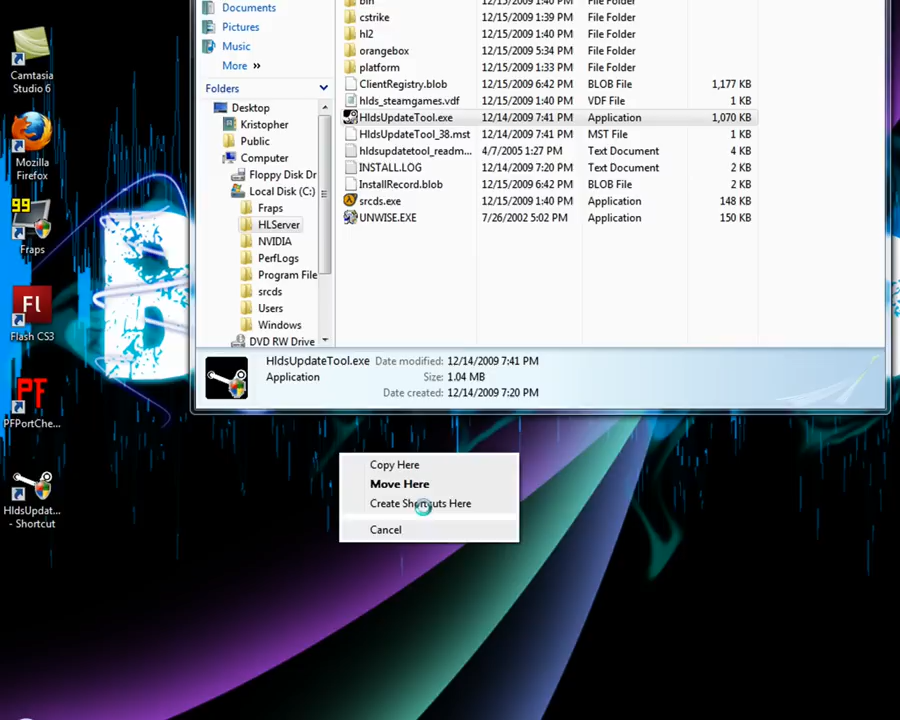 Camtasia
Studio 6
Mozilla
Firefox
99
Fraps
Fl
Flash CS3
PF
PFPortChe...
HldsUpdat...
- Shortcut
Documents
Pictures
Music
More »
Folders
Desktop
Kristopher
Public
Computer
Floppy Disk Dr
Local Disk (C:)
Fraps
HLServer
NVIDIA
PerfLogs
Program File
srcds
Users
Windows
DVD RW Drive
bin 12/15/2009 6:42 PM File Folder
cstrike 12/15/2009 1:39 PM File Folder
hl2 12/15/2009 1:40 PM File Folder
orangebox 12/15/2009 5:34 PM File Folder
platform 12/15/2009 1:33 PM File Folder
ClientRegistry.blob 12/15/2009 6:42 PM BLOB File 1,177 KB
hlds_steamgames.vdf 12/15/2009 1:40 PM VDF File 1 KB
HldsUpdateTool.exe 12/14/2009 7:41 PM Application 1,070 KB
HldsUpdateTool_38.mst 12/14/2009 7:41 PM MST File 1 KB
hldsupdatetool_readm... 4/7/2005 1:27 PM Text Document 4 KB
INSTALL.LOG 12/14/2009 7:20 PM Text Document 2 KB
InstallRecord.blob 12/15/2009 6:42 PM BLOB File 2 KB
srcds.exe 12/15/2009 1:40 PM Application 148 KB
UNWISE.EXE 7/26/2002 5:02 PM Application 150 KB
HldsUpdateTool.exe Date modified: 12/14/2009 7:41 PM
Application Size: 1.04 MB
Date created: 12/14/2009 7:20 PM
Copy Here
Move Here
Create Shortcuts Here
Cancel